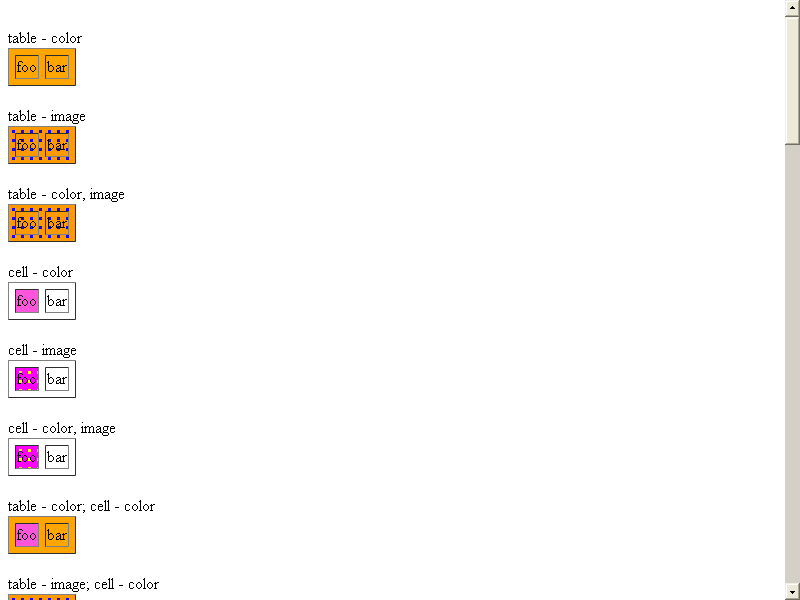 table - color
foo bar
table - image
foo bar
table - color, image
foo bar
cell - color
foo bar
cell - image
foo bar
cell - color, image
foo bar
table - color; cell - color
foo bar
table - image; cell - color